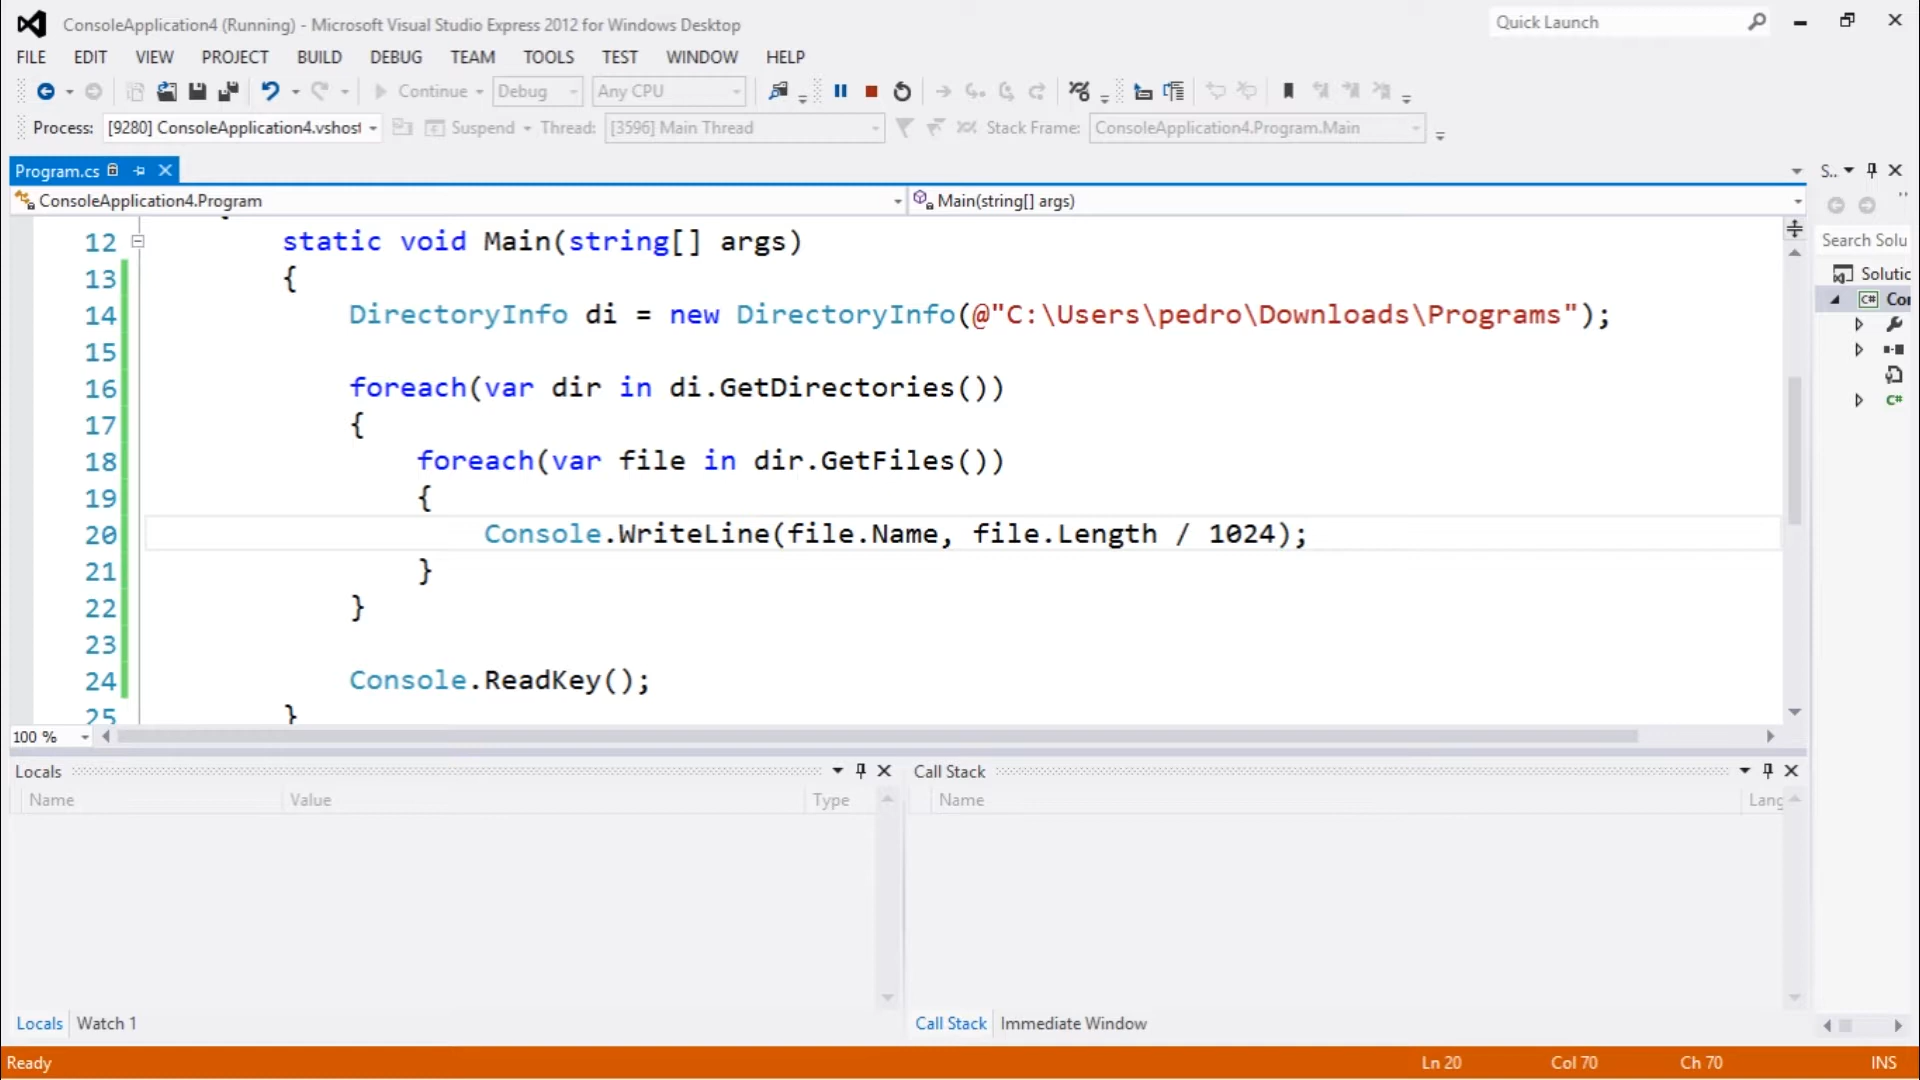 ConsoleApplication4 (Running) - Microsoft Visual Studio Express 2012 for Windows Desktop
Quick Launch
FILE EDIT VIEW PROJECT BUILD DEBUG TEAM TOOLS TEST WINDOW HELP
Continue Debug Any CPU
Process: [9280] ConsoleApplication4.vshost Suspend Thread: [3596] Main Thread Stack Frame: ConsoleApplication4.Program.Main
Program.cs
S..
ConsoleApplication4.Program Main(string[] args)
Search Solu
Solutic
C# Cor
C#
12 static void Main(string[] args)
13 {
14 DirectoryInfo di = new DirectoryInfo(@"C:\Users\pedro\Downloads\Programs");
15
16 foreach(var dir in di.GetDirectories())
17 {
18 foreach(var file in dir.GetFiles())
19 {
20 Console.WriteLine(file.Name, file.Length / 1024);
21 }
22 }
23
24 Console.ReadKey();
25 }
100 %
Locals
Name Value Type
Call Stack
Name Lang
Locals Watch 1
Call Stack Immediate Window
Ready Ln 20 Col 70 Ch 70 INS